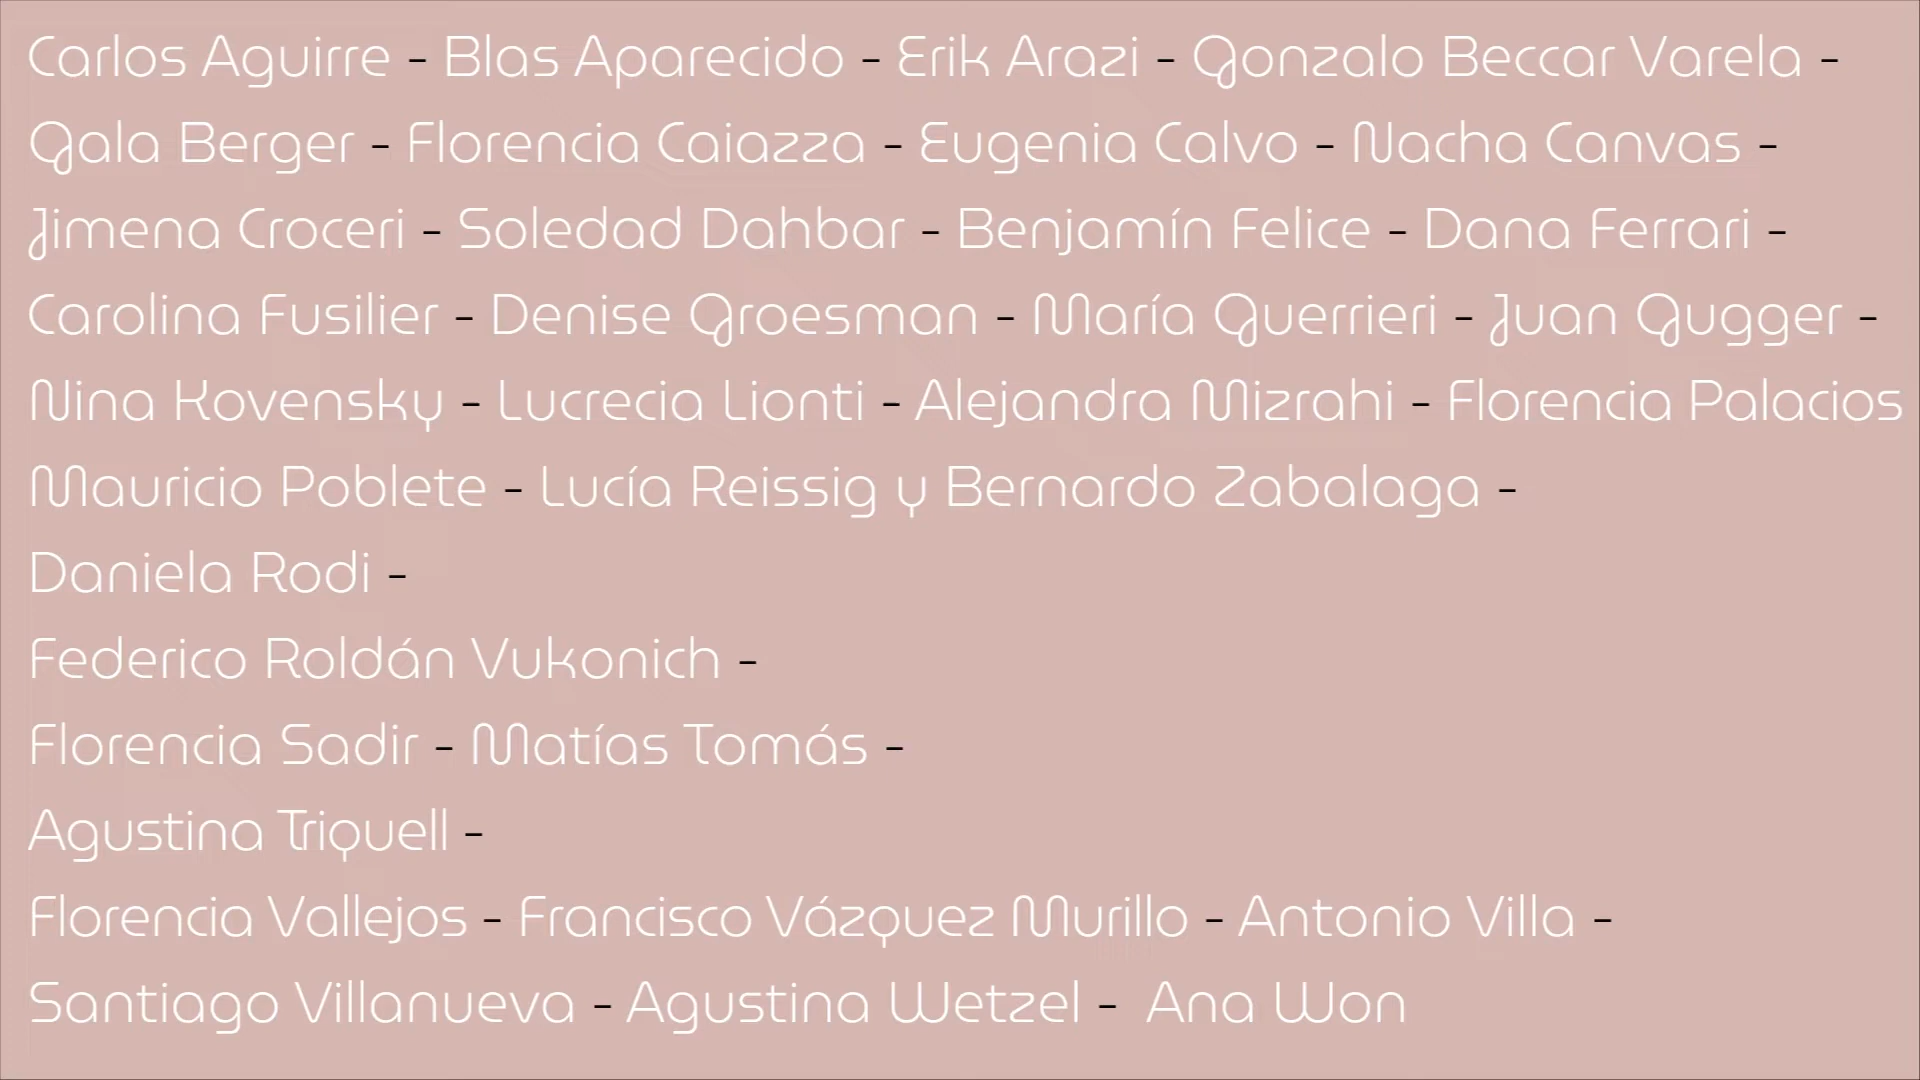 Carlos Aguirre - Blas Aparecido - Erik Arazi - Gonzalo Beccar Varela -
Gala Berger - Florencia Caiazza - Eugenia Calvo - Nacha Canvas -
Jimena Croceri - Soledad Dahbar - Benjamín Felice - Dana Ferrari -
Carolina Fusilier - Denise Groesman - María Guerrieri - Juan Gugger -
Nina Kovensky - Lucrecia Lionti - Alejandra Mizrahi - Florencia Palacios
Mauricio Poblete - Lucía Reissig y Bernardo Zabalaga -
Daniela Rodi -
Federico Roldán Vukonich -
Florencia Sadir - Matías Tomás -
Agustina Triquell -
Florencia Vallejos - Francisco Vázquez Murillo - Antonio Villa -
Santiago Villanueva - Agustina Wetzel - Ana Won